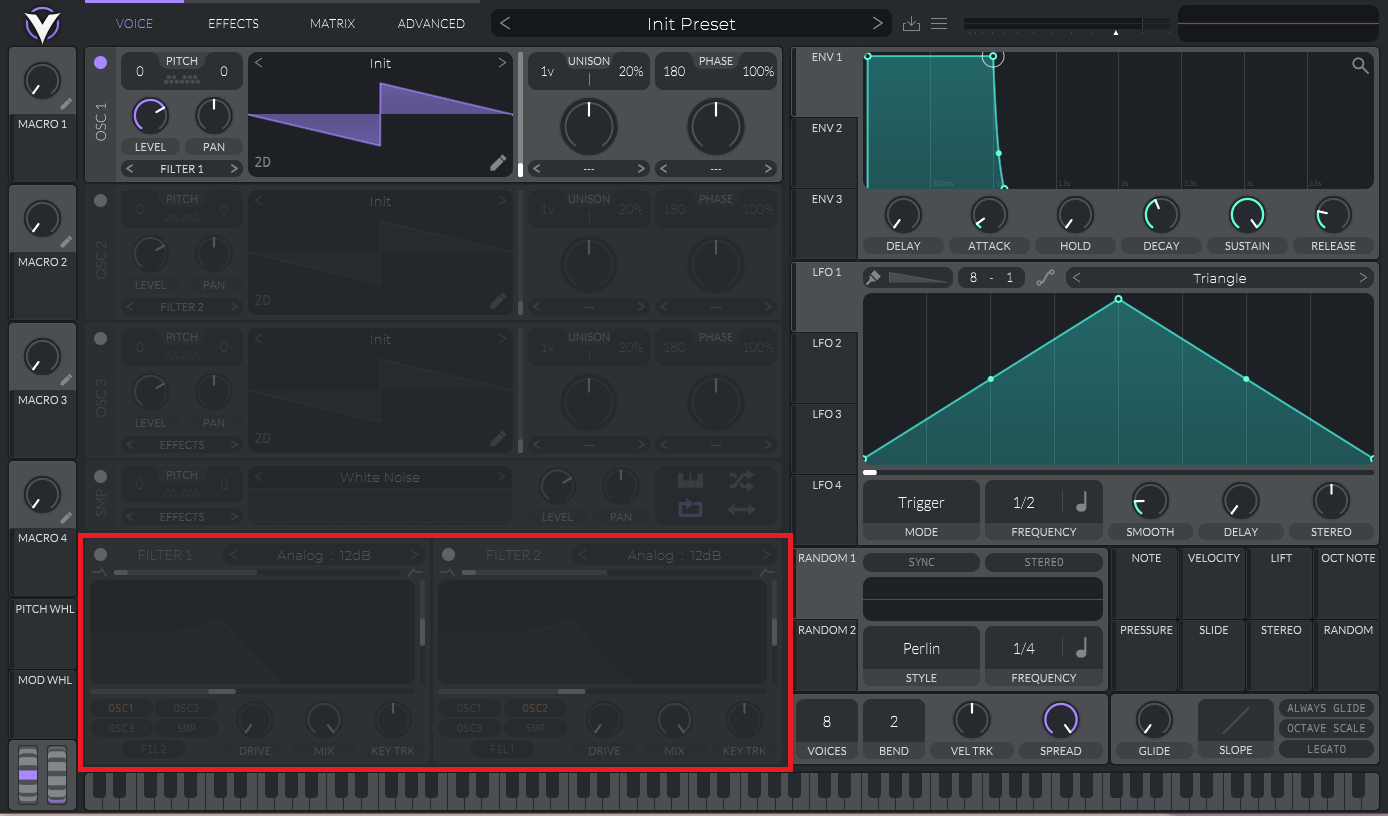 VOICE EFFECTS MATRIX ADVANCED < Init Preset >
MACRO 1
MACRO 2
MACRO 3
MACRO 4
PITCH WHL
MOD WHL
OSC 1
0 PITCH 0
LEVEL PAN
< FILTER 1 >
< Init >
2D
1v UNISON 20%
< --- >
180 PHASE 100%
< --- >
OSC 2
0 PITCH 0
LEVEL PAN
< FILTER 2 >
< Init >
2D
1v UNISON 20%
< --- >
180 PHASE 100%
< --- >
OSC 3
0 PITCH 0
LEVEL PAN
< EFFECTS >
< Init >
2D
1v UNISON 20%
< --- >
180 PHASE 100%
< --- >
SMP
0 PITCH 0
< EFFECTS >
< White Noise >
LEVEL PAN
FILTER 1 < Analog : 12dB >
OSC1 OSC2
OSC3 SMP
FIL2
DRIVE MIX KEY TRK
FILTER 2 < Analog : 12dB >
OSC1 OSC2
OSC3 SMP
FIL1
DRIVE MIX KEY TRK
ENV 1
ENV 2
ENV 3
500ms 1.5s 2s 2.5s 3s 3.5s
DELAY ATTACK HOLD DECAY SUSTAIN RELEASE
LFO 1
LFO 2
LFO 3
LFO 4
8 - 1 < Triangle >
Trigger
MODE
1/2
FREQUENCY
SMOOTH DELAY STEREO
RANDOM 1
RANDOM 2
SYNC STEREO
Perlin
STYLE
1/4
FREQUENCY
NOTE VELOCITY LIFT OCT NOTE
PRESSURE SLIDE STEREO RANDOM
8
VOICES
2
BEND
VEL TRK SPREAD
GLIDE SLOPE
ALWAYS GLIDE
OCTAVE SCALE
LEGATO